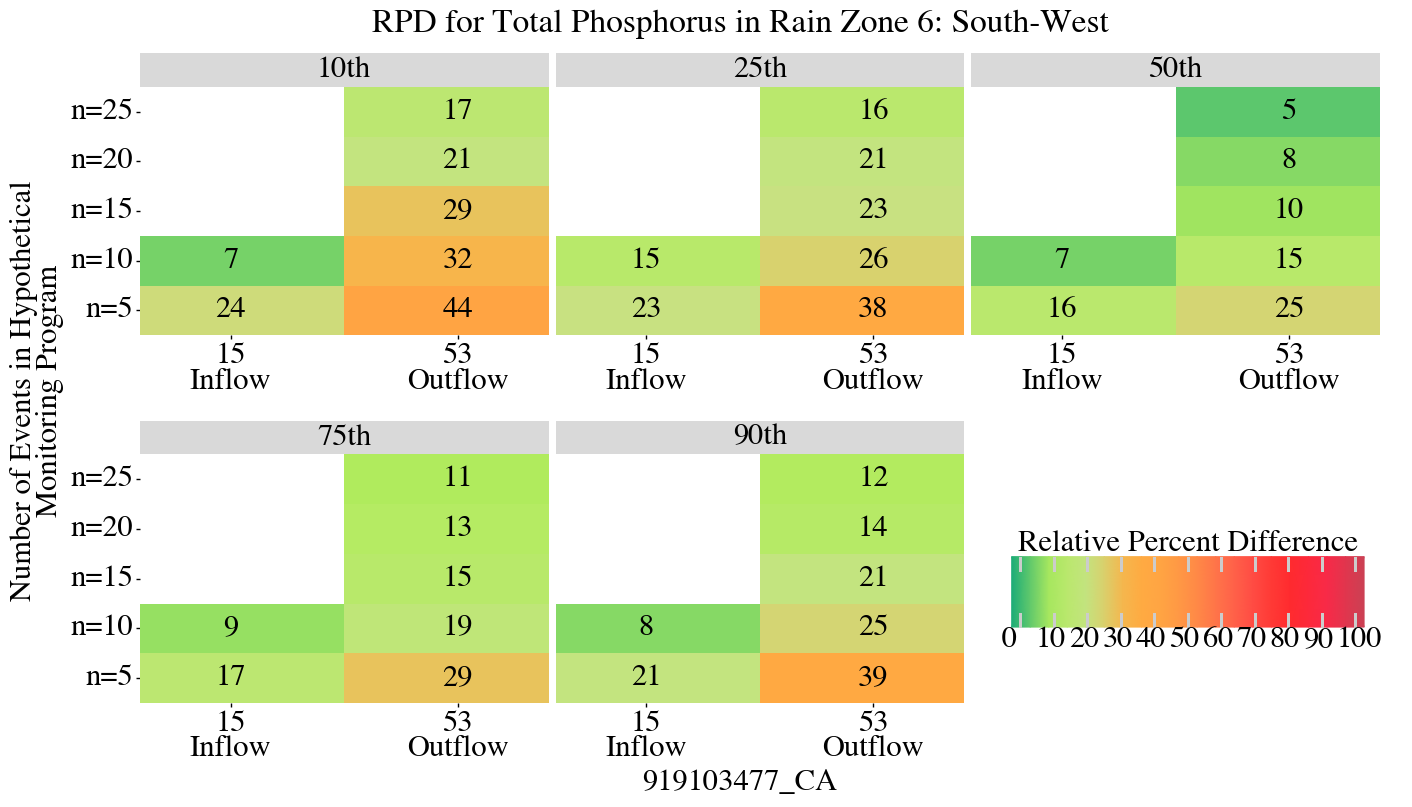 RPD for Total Phosphorus in Rain Zone 6: South-West
10th 25th 50th
n=25 17 16 5
n=20 21 21 8
n=15 29 23 10
n=10 7 32 15 26 7 15
n=5 24 44 23 38 16 25
15 53 15 53 15 53
Inflow Outflow Inflow Outflow Inflow Outflow
Number of Events in Hypothetical
Monitoring Program
75th 90th
n=25 11 12
n=20 13 14
n=15 15 21
n=10 9 19 8 25
n=5 17 29 21 39
15 53 15 53
Inflow Outflow Inflow Outflow
919103477_CA
Relative Percent Difference
0 10 20 30 40 50 60 70 80 90 100